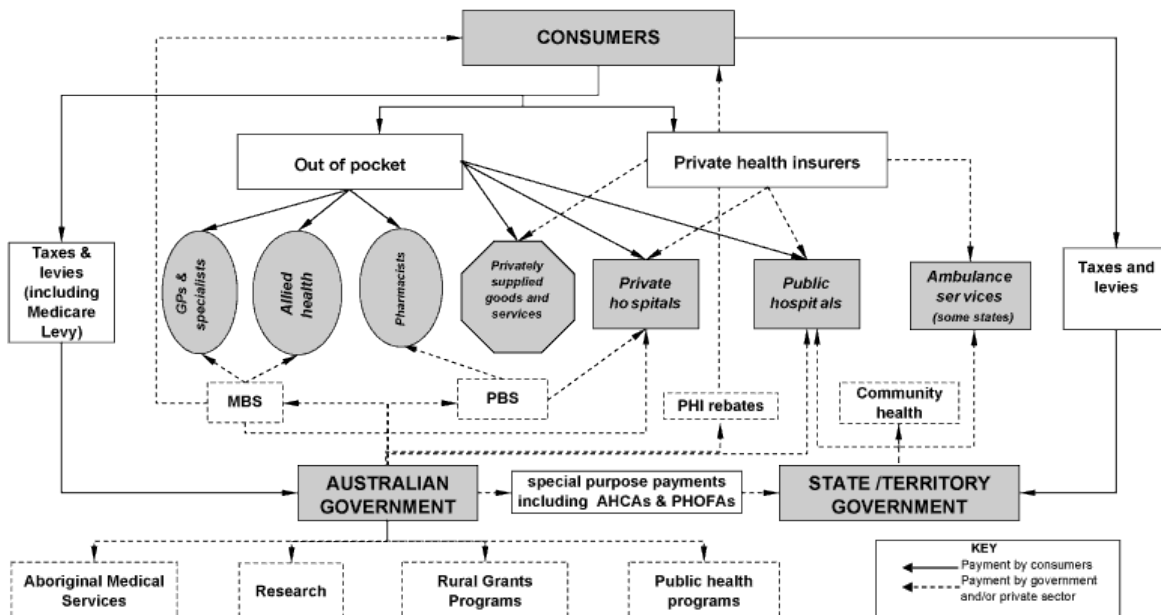 CONSUMERS
Out of pocket
Private health insurers
Taxes &
levies
(including
Medicare
Levy)
GPs &
specialists
Allied
health
Pharmacists
Privately
supplied
goods and
services
Private
hospitals
Public
hospitals
Ambulance
services
(some states)
Taxes and
levies
MBS
PBS
PHI rebates
Community
health
AUSTRALIAN
GOVERNMENT
special purpose payments
including AHCAs & PHOFAs
STATE /TERRITORY
GOVERNMENT
Aboriginal Medical
Services
Research
Rural Grants
Programs
Public health
programs
KEY
Payment by consumers
Payment by government
and/or private sector